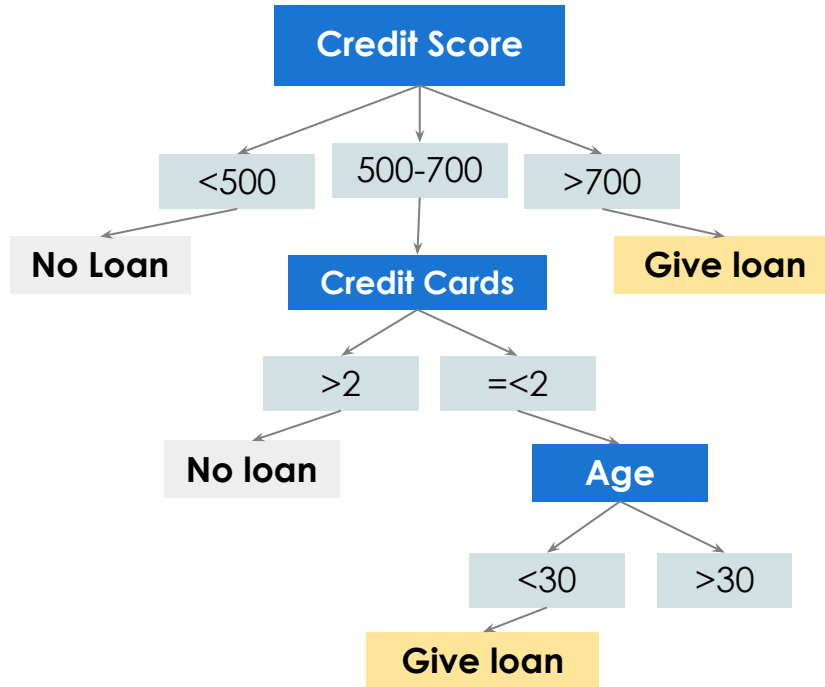 Credit Score
<500
500-700
>700
No Loan
Give loan
Credit Cards
>2
=<2
No loan
Age
<30
>30
Give loan